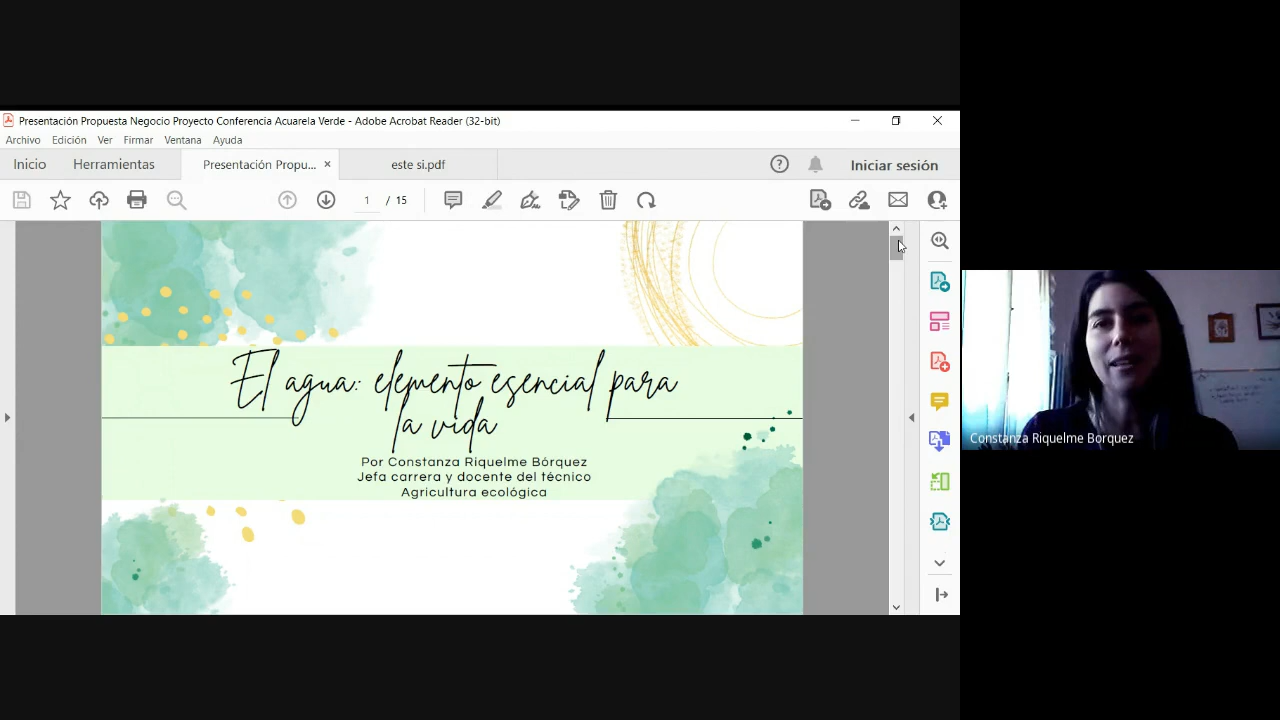 Presentación Propuesta Negocio Proyecto Conferencia Acuarela Verde - Adobe Acrobat Reader (32-bit)
Archivo Edición Ver Firmar Ventana Ayuda
Inicio Herramientas Presentación Propu... × este si.pdf Iniciar sesión
1 / 15
El agua: elemento esencial para
la vida
Por Constanza Riquelme Bórquez
Jefa carrera y docente del técnico
Agricultura ecológica
Constanza Riquelme Borquez